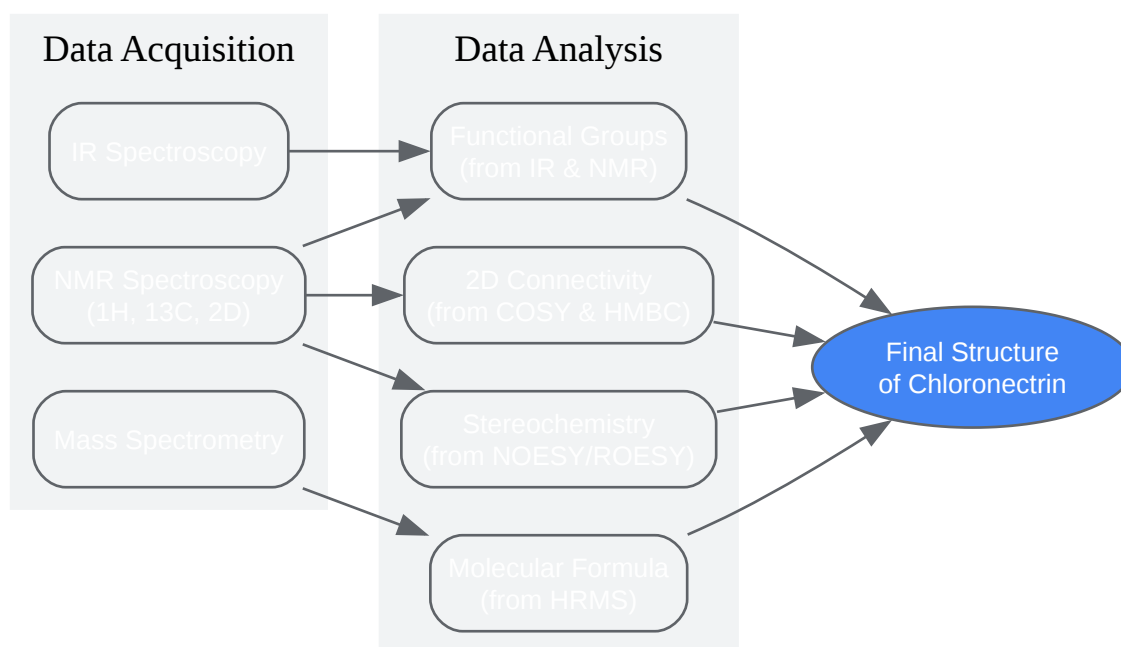 Data Acquisition
IR Spectroscopy
NMR Spectroscopy
(1H, 13C, 2D)
Mass Spectrometry
Data Analysis
Functional Groups
(from IR & NMR)
2D Connectivity
(from COSY & HMBC)
Stereochemistry
(from NOESY/ROESY)
Molecular Formula
(from HRMS)
Final Structure
of Chloronectrin